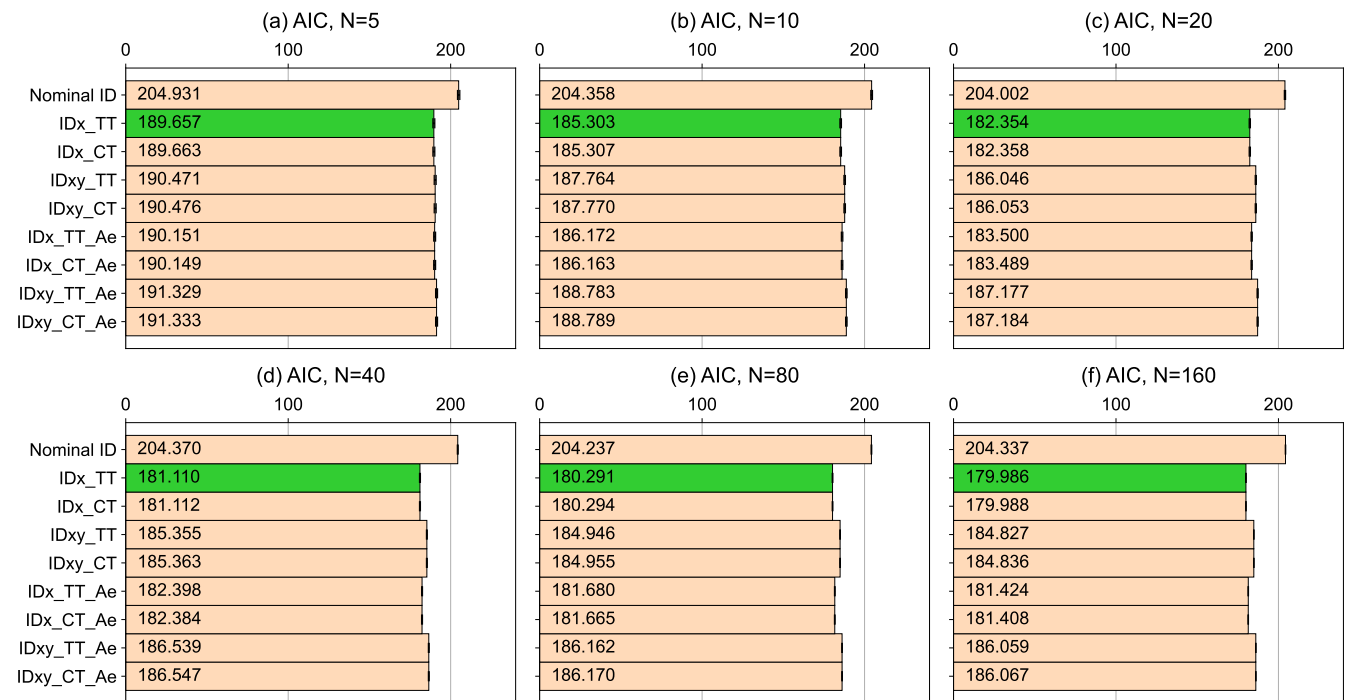 (a) AIC, N=5 (b) AIC, N=10 (c) AIC, N=20
0 100 200 0 100 200 0 100 200
Nominal ID 204.931 204.358 204.002
IDx_TT 189.657 185.303 182.354
IDx_CT 189.663 185.307 182.358
IDxy_TT 190.471 187.764 186.046
IDxy_CT 190.476 187.770 186.053
IDx_TT_Ae 190.151 186.172 183.500
IDx_CT_Ae 190.149 186.163 183.489
IDxy_TT_Ae 191.329 188.783 187.177
IDxy_CT_Ae 191.333 188.789 187.184
(d) AIC, N=40 (e) AIC, N=80 (f) AIC, N=160
0 100 200 0 100 200 0 100 200
Nominal ID 204.370 204.237 204.337
IDx_TT 181.110 180.291 179.986
IDx_CT 181.112 180.294 179.988
IDxy_TT 185.355 184.946 184.827
IDxy_CT 185.363 184.955 184.836
IDx_TT_Ae 182.398 181.680 181.424
IDx_CT_Ae 182.384 181.665 181.408
IDxy_TT_Ae 186.539 186.162 186.059
IDxy_CT_Ae 186.547 186.170 186.067